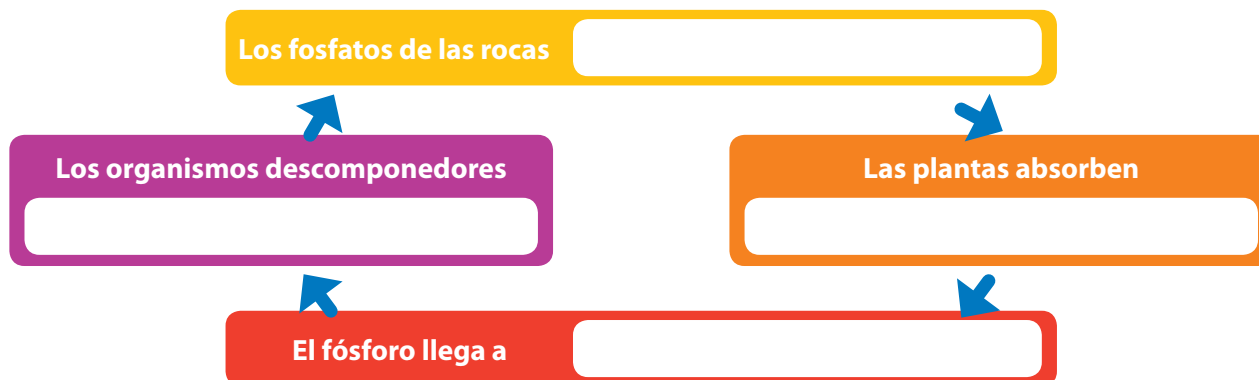 Los fosfatos de las rocas
Los organismos descomponedores
Las plantas absorben
El fósforo llega a